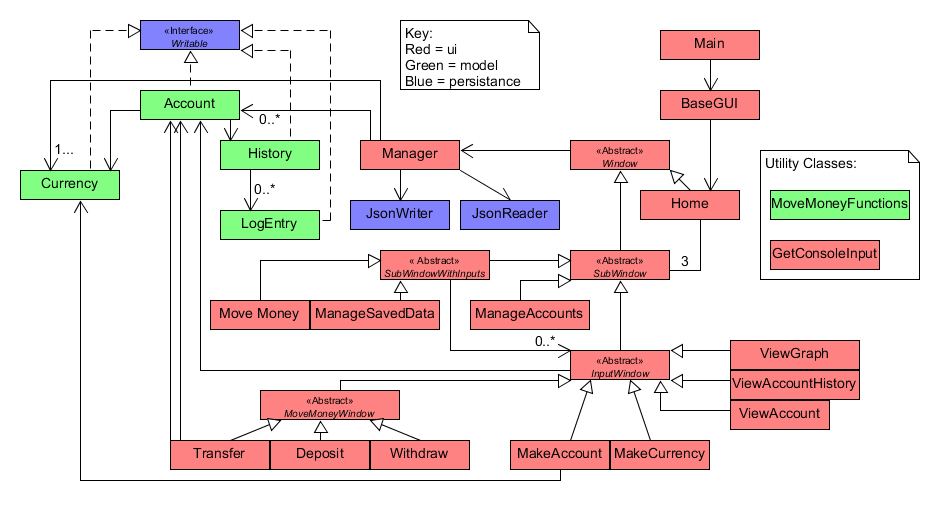 «Interface»
Writable
Key:
Red = ui
Green = model
Blue = persistance
Main
Account
0..*
BaseGUI
1...
History
Manager
«Abstract»
Window
Utility Classes:
Currency
0..*
LogEntry
JsonWriter
JsonReader
Home
MoveMoneyFunctions
GetConsoleInput
« Abstract»
SubWindowWithInputs
«Abstract»
SubWindow
3
Move Money
ManageSavedData
ManageAccounts
0..*
«Abstract»
InputWindow
ViewGraph
ViewAccountHistory
ViewAccount
«Abstract»
MoveMoneyWindow
Transfer
Deposit
Withdraw
MakeAccount
MakeCurrency